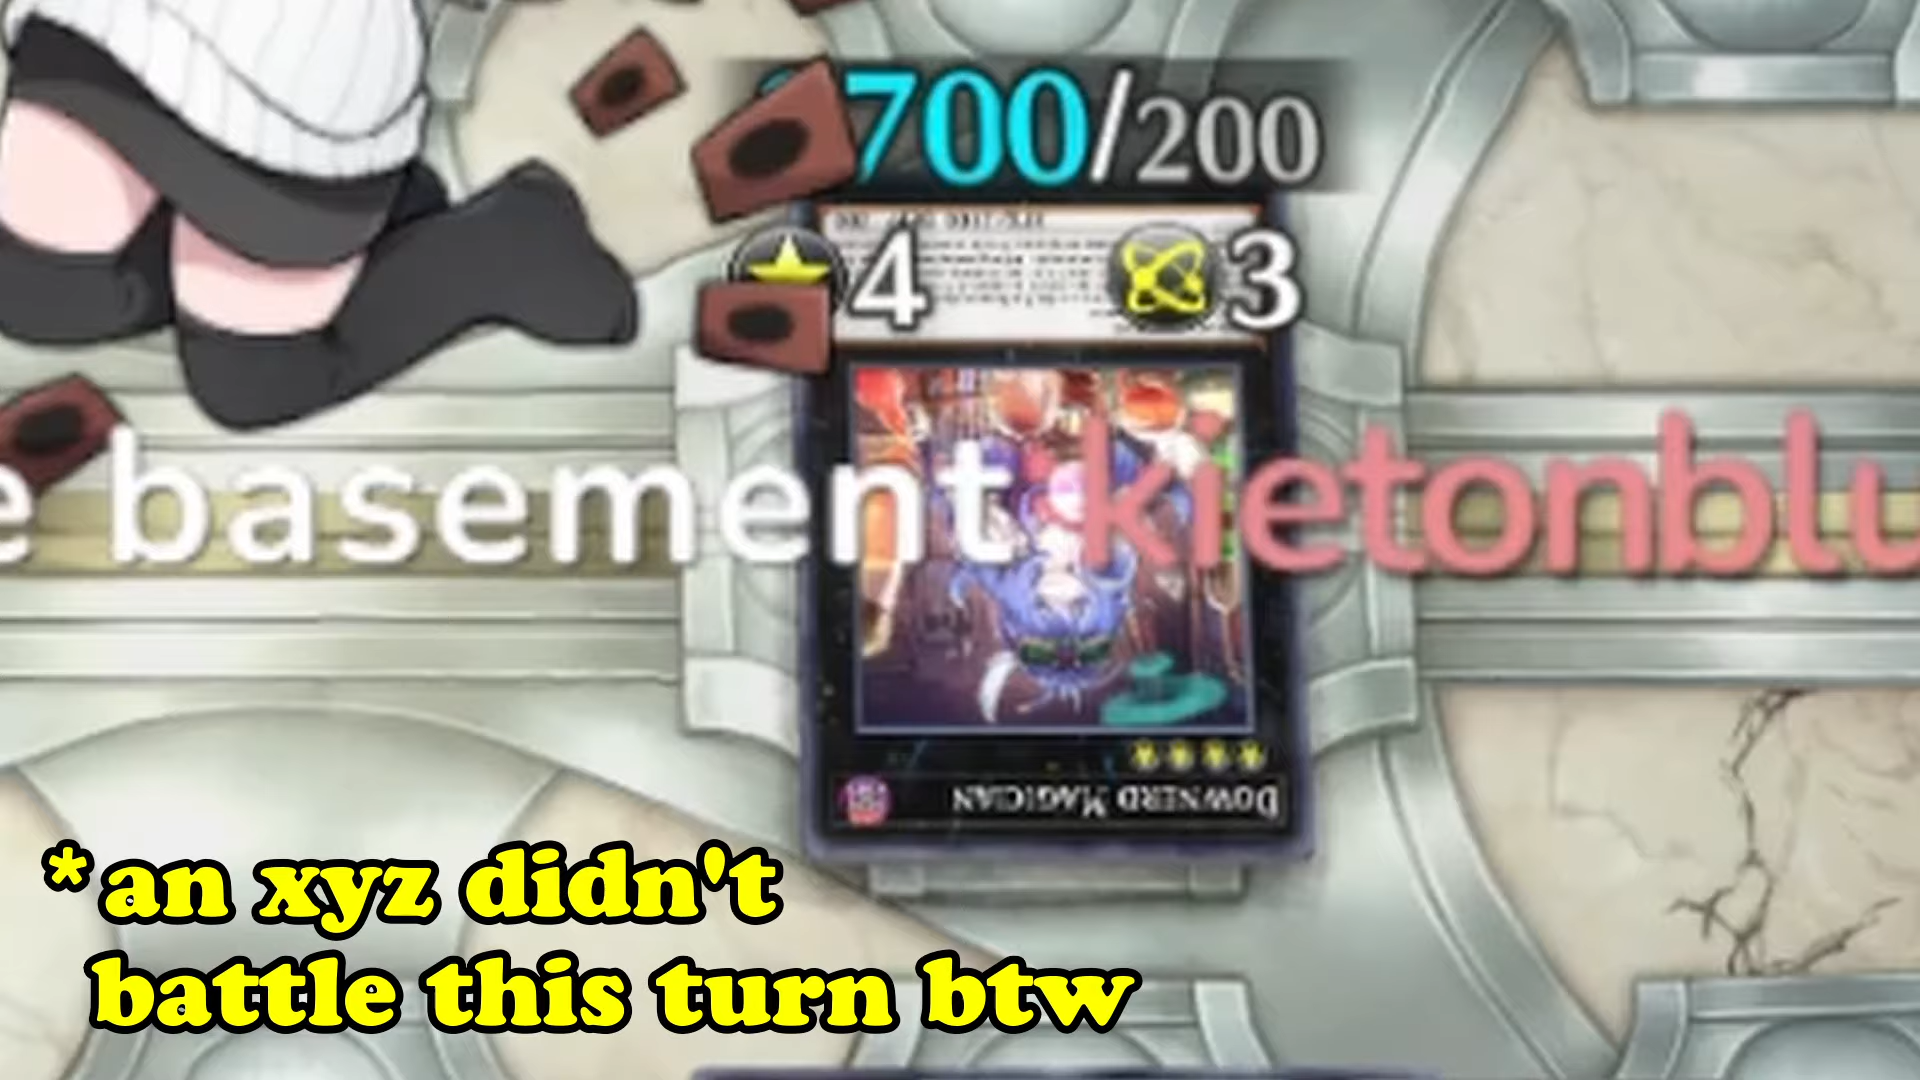 700/200
4 3
e basement kietonblu
DOWNERD MAGICIAN
*an xyz didn't
battle this turn btw